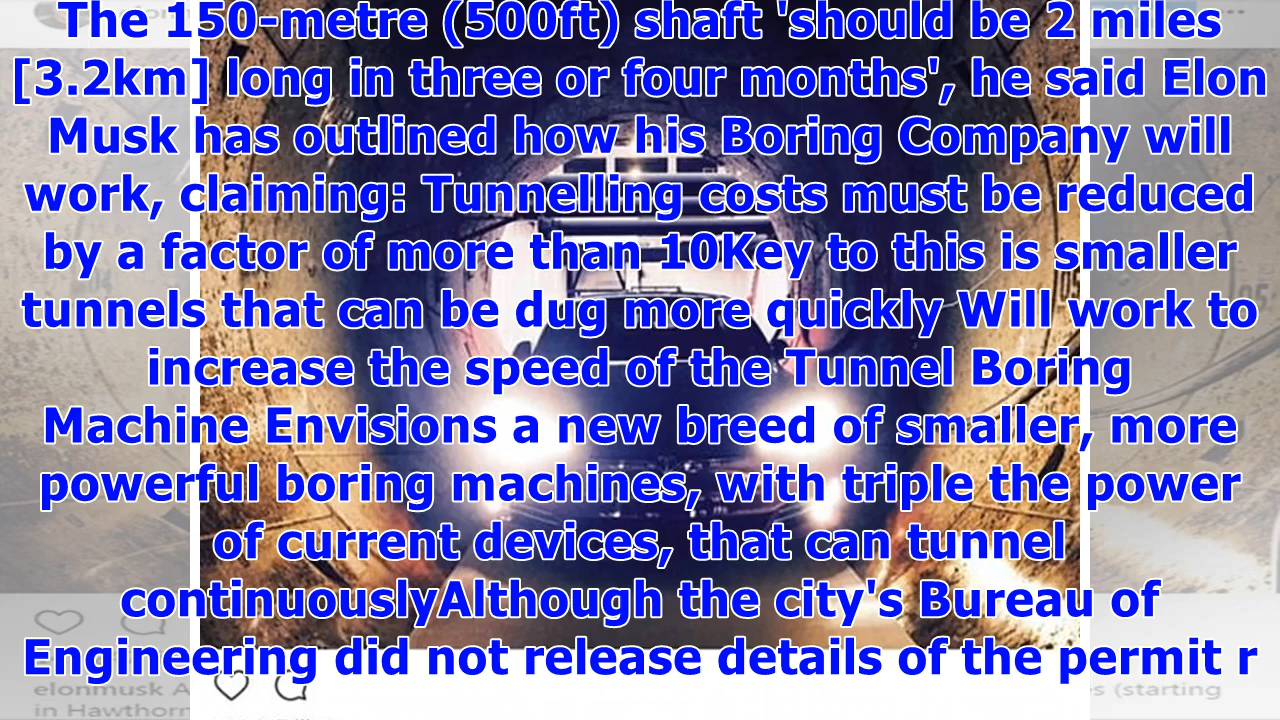 The 150-metre (500ft) shaft 'should be 2 miles
[3.2km] long in three or four months', he said Elon
Musk has outlined how his Boring Company will
work, claiming: Tunnelling costs must be reduced
by a factor of more than 10Key to this is smaller
tunnels that can be dug more quickly Will work to
increase the speed of the Tunnel Boring
Machine Envisions a new breed of smaller, more
powerful boring machines, with triple the power
of current devices, that can tunnel
continuouslyAlthough the city's Bureau of
Engineering did not release details of the permit r
elonmusk A
s (starting
in Hawthorn